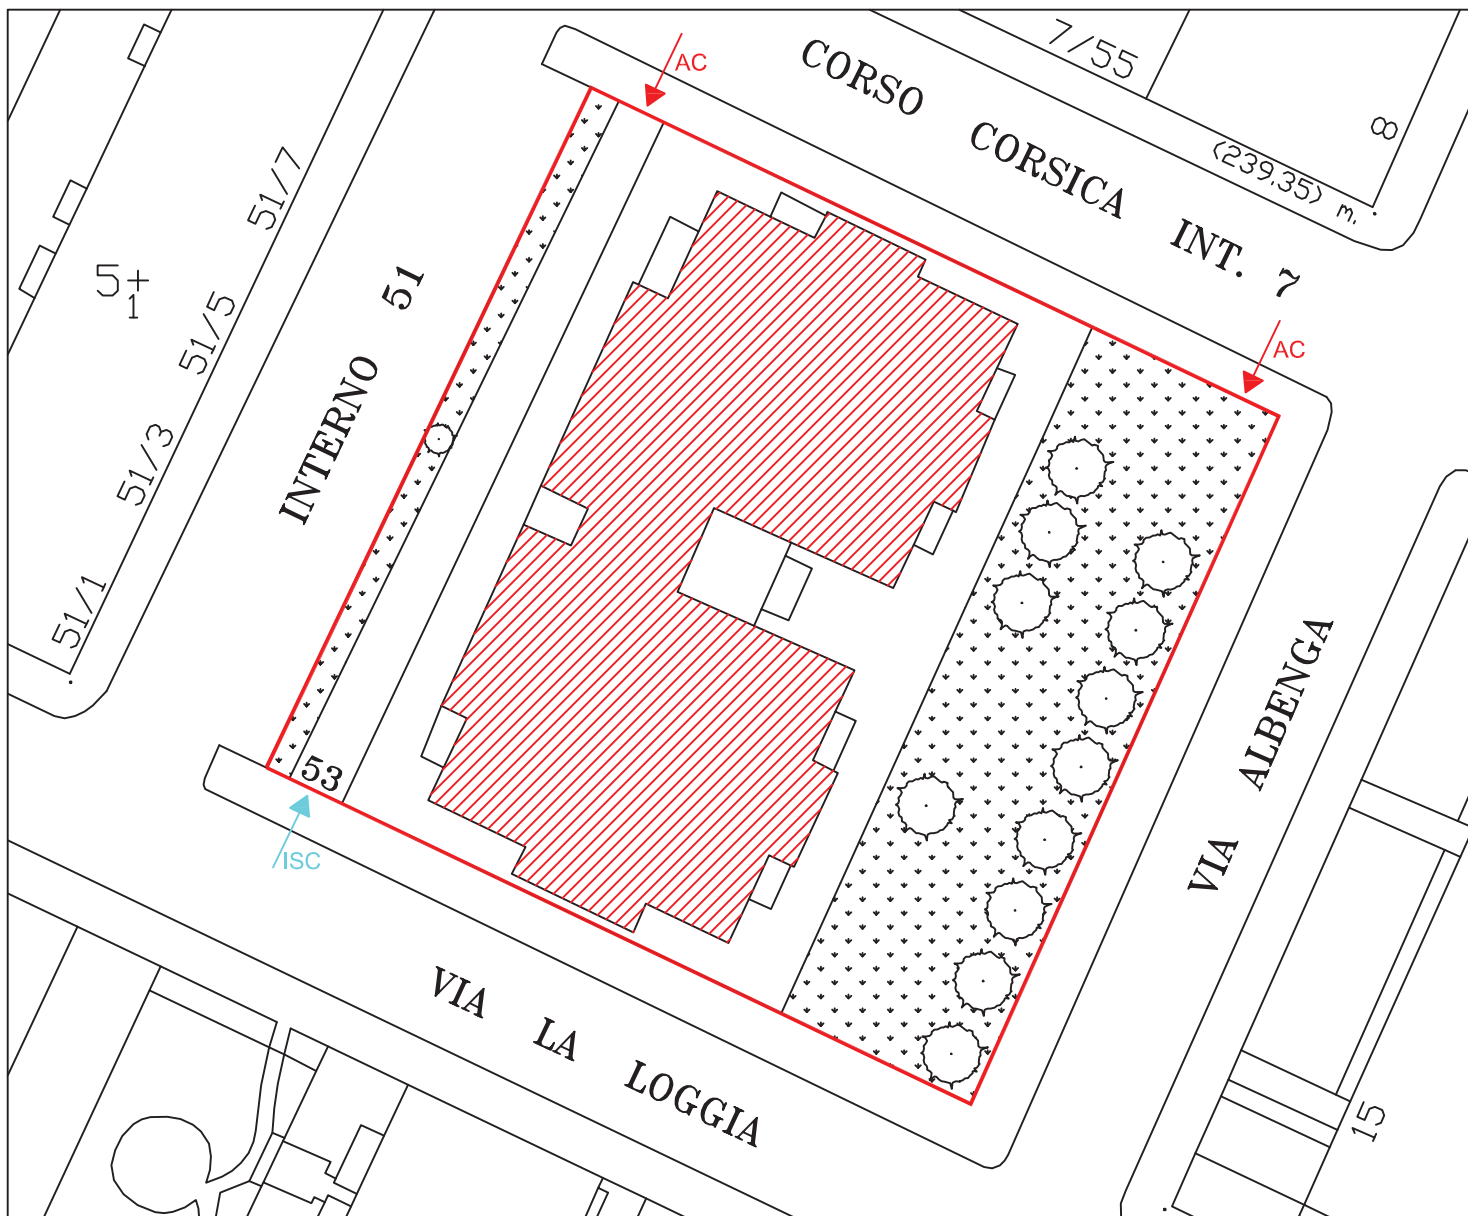 7/55
AC
CORSO CORSICA INT. 7
8
(239.35) m.
51/7
5+
1
51
INTERNO
51/5
AC
51/3
51/1
VIA ALBENGA
53
ISC
VIA LA LOGGIA
15